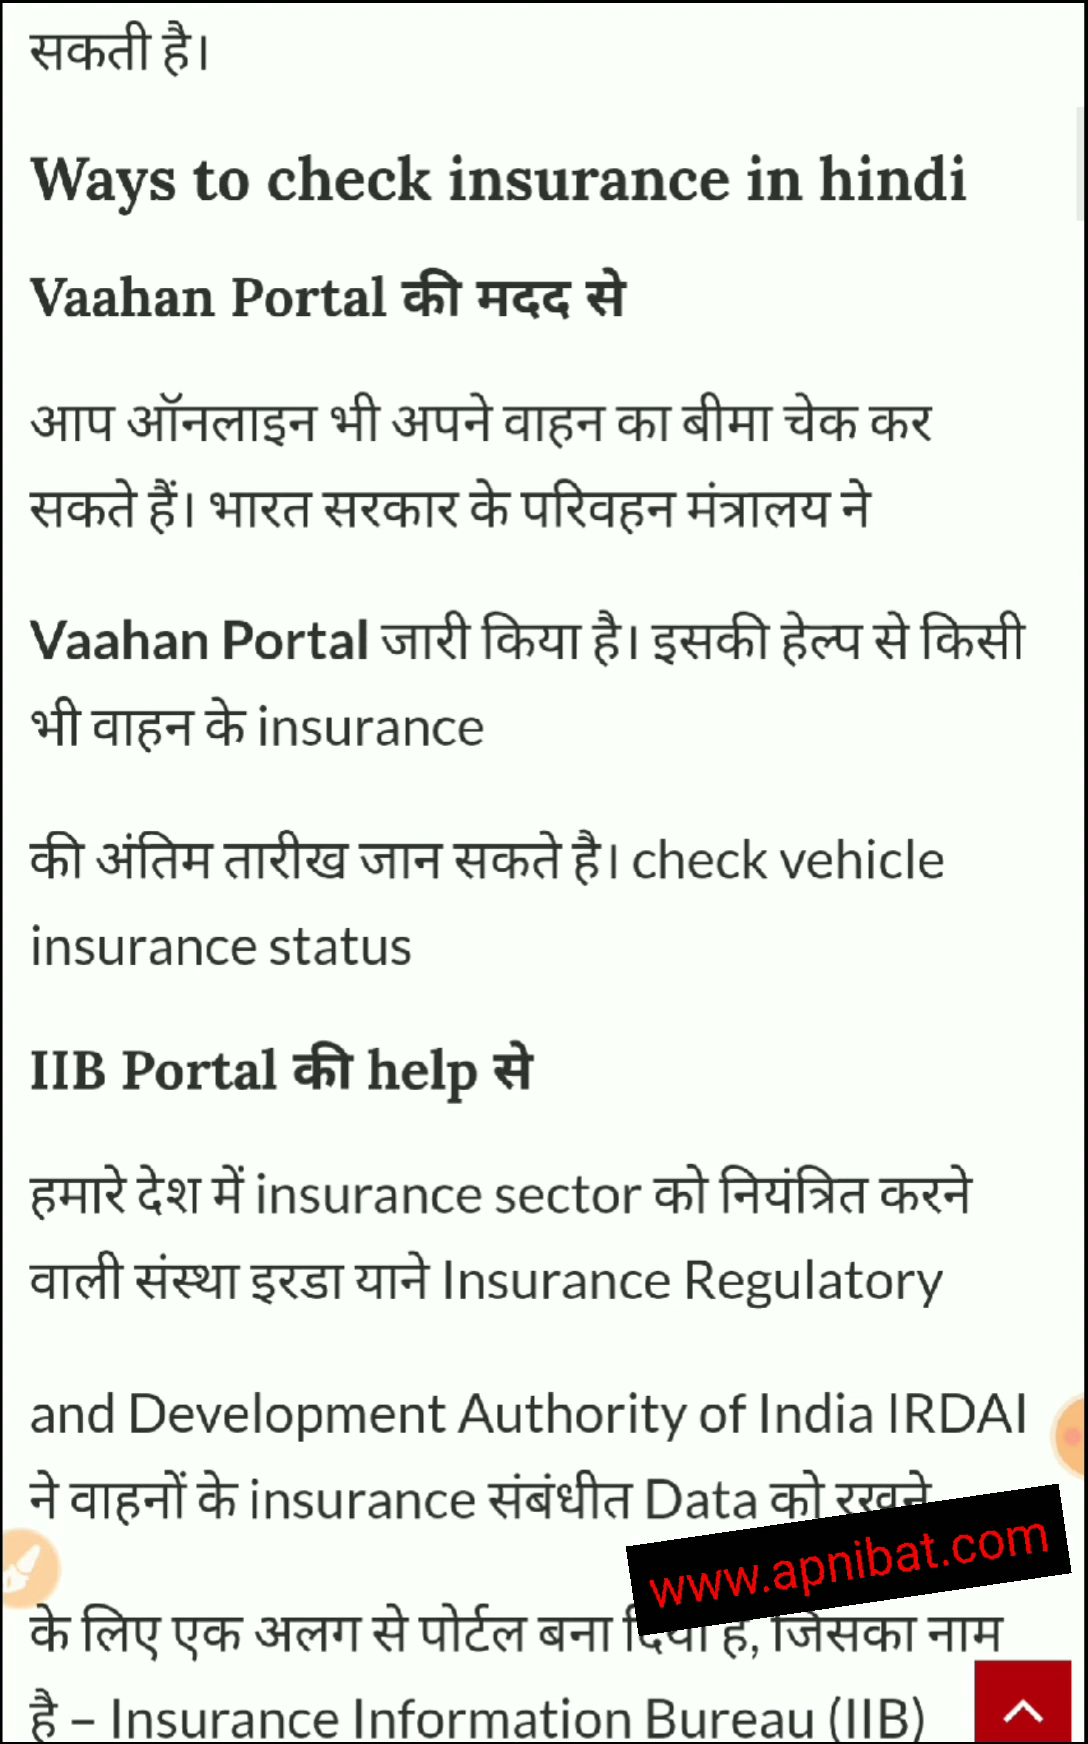 सकती है।
Ways to check insurance in hindi
Vaahan Portal की मदद से
आप ऑनलाइन भी अपने वाहन का बीमा चेक कर
सकते हैं। भारत सरकार के परिवहन मंत्रालय ने
Vaahan Portal जारी किया है। इसकी हेल्प से किसी
भी वाहन के insurance
की अंतिम तारीख जान सकते है। check vehicle
insurance status
IIB Portal की help से
हमारे देश में insurance sector को नियंत्रित करने
वाली संस्था इरडा याने Insurance Regulatory
and Development Authority of India IRDAI
ने वाहनों के insurance संबंधीत Data को रखने
www.apnibat.com
के लिए एक अलग से पोर्टल बना दिया है, जिसका नाम
है – Insurance Information Bureau (IIB)